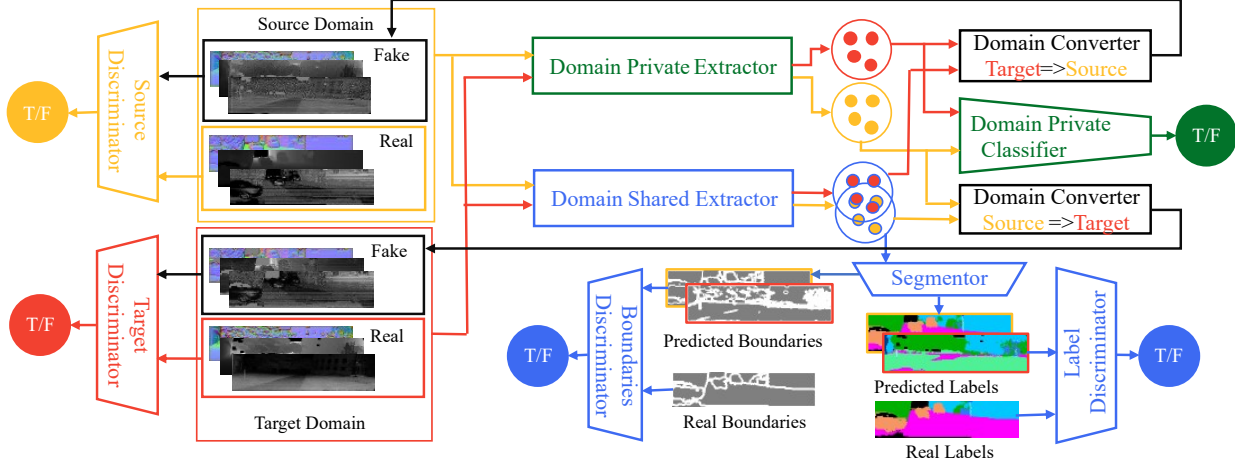 Source Domain
Fake
Real
Source
Discriminator
T/F
Domain Private Extractor
Domain Shared Extractor
Domain Converter
Target=>Source
Domain Private
Classifier
T/F
Domain Converter
Source =>Target
Fake
Real
Target Domain
Target
Discriminator
T/F
Segmentor
Predicted Boundaries
Real Boundaries
Boundaries
Discriminator
T/F
Predicted Labels
Real Labels
Label
Discriminator
T/F